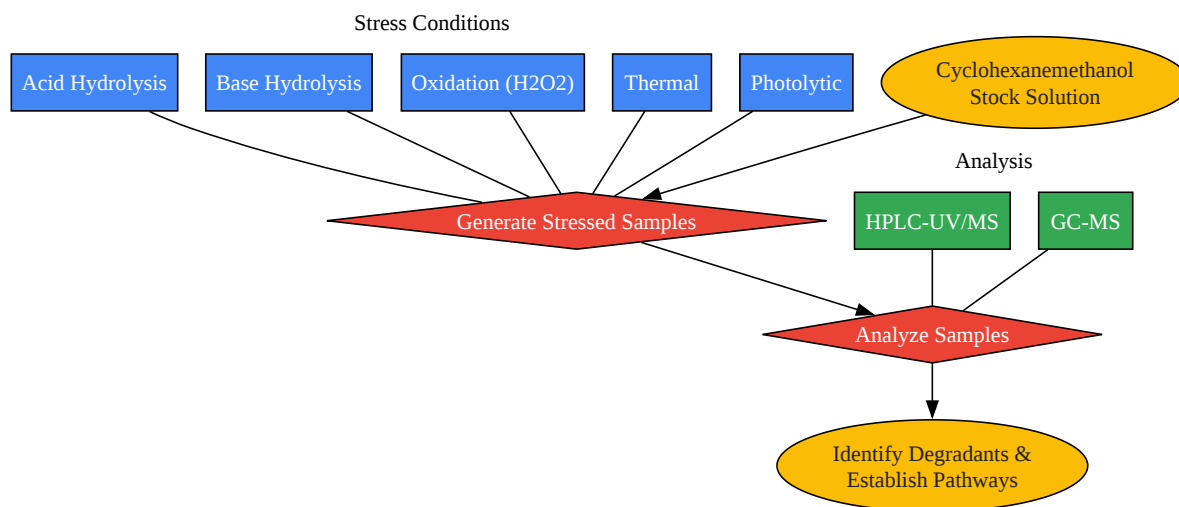 Stress Conditions
Acid Hydrolysis
Base Hydrolysis
Oxidation (H2O2)
Thermal
Photolytic
Cyclohexanemethanol
Stock Solution
Analysis
Generate Stressed Samples
HPLC-UV/MS
GC-MS
Analyze Samples
Identify Degradants &
Establish Pathways